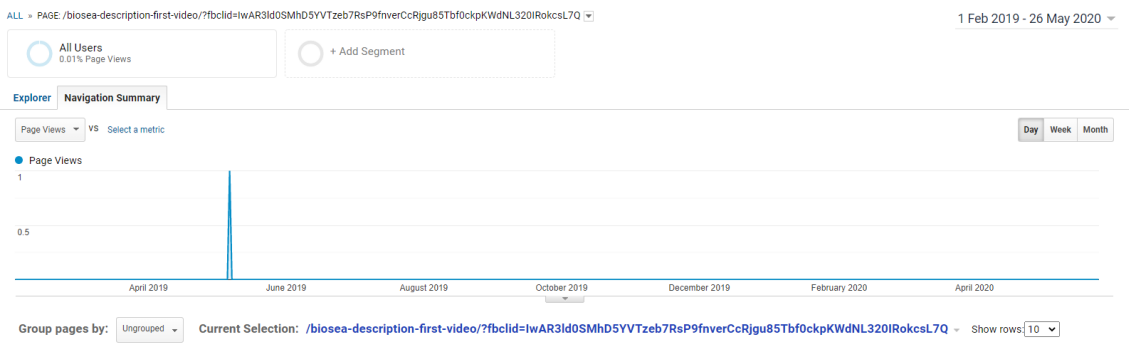 ALL » PAGE: /biosea-description-first-video/?fbclid=IwAR3ld0SMhD5YVTzeb7RsP9fnverCcRjgu85Tbf0ckpKWdNL320IRokcsL7Q
1 Feb 2019 - 26 May 2020
All Users
0.01% Page Views
+ Add Segment
Explorer Navigation Summary
Page Views VS Select a metric
Day Week Month
Page Views
1
0.5
April 2019 June 2019 August 2019 October 2019 December 2019 February 2020 April 2020
Group pages by: Ungrouped Current Selection: /biosea-description-first-video/?fbclid=IwAR3ld0SMhD5YVTzeb7RsP9fnverCcRjgu85Tbf0ckpKWdNL320IRokcsL7Q Show rows: 10